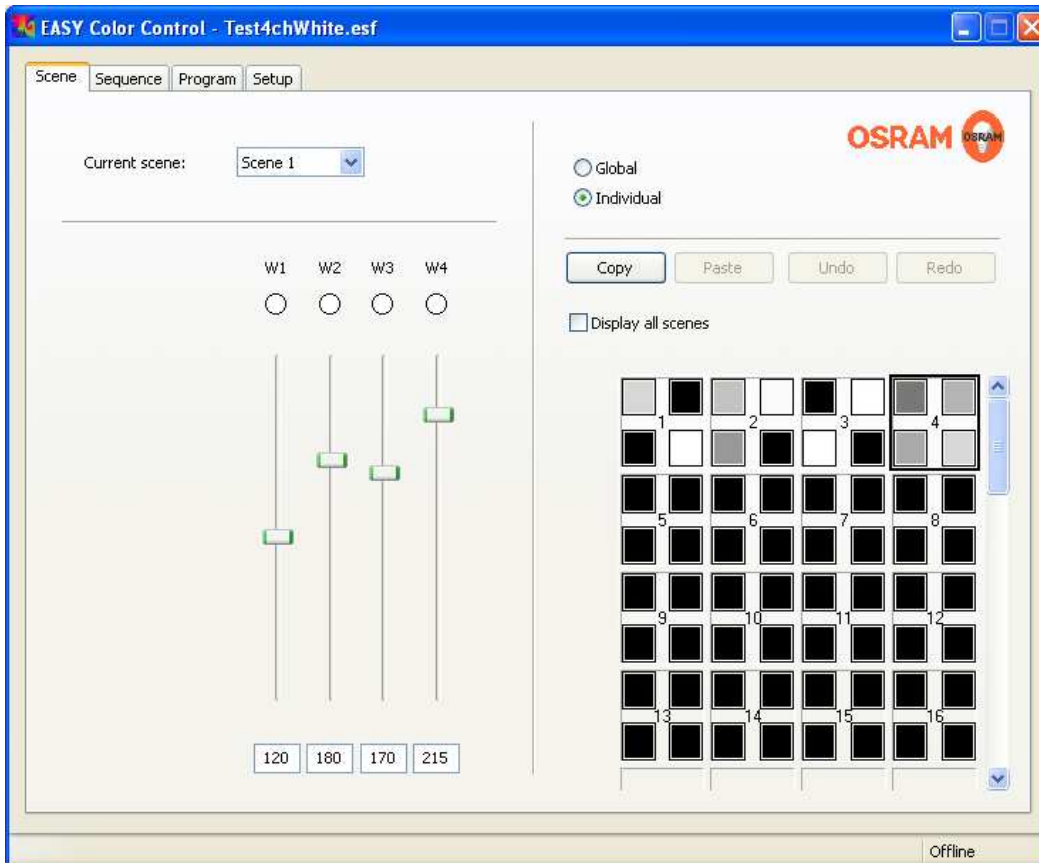 EASY Color Control - Test4chWhite.esf
Scene Sequence Program Setup
OSRAM OSRAM
Current scene: Scene 1
Global
Individual
W1 W2 W3 W4
Copy Paste Undo Redo
Display all scenes
1 2 3 4
5 6 7 8
9 10 11 12
13 14 15 16
120 180 170 215
Offline